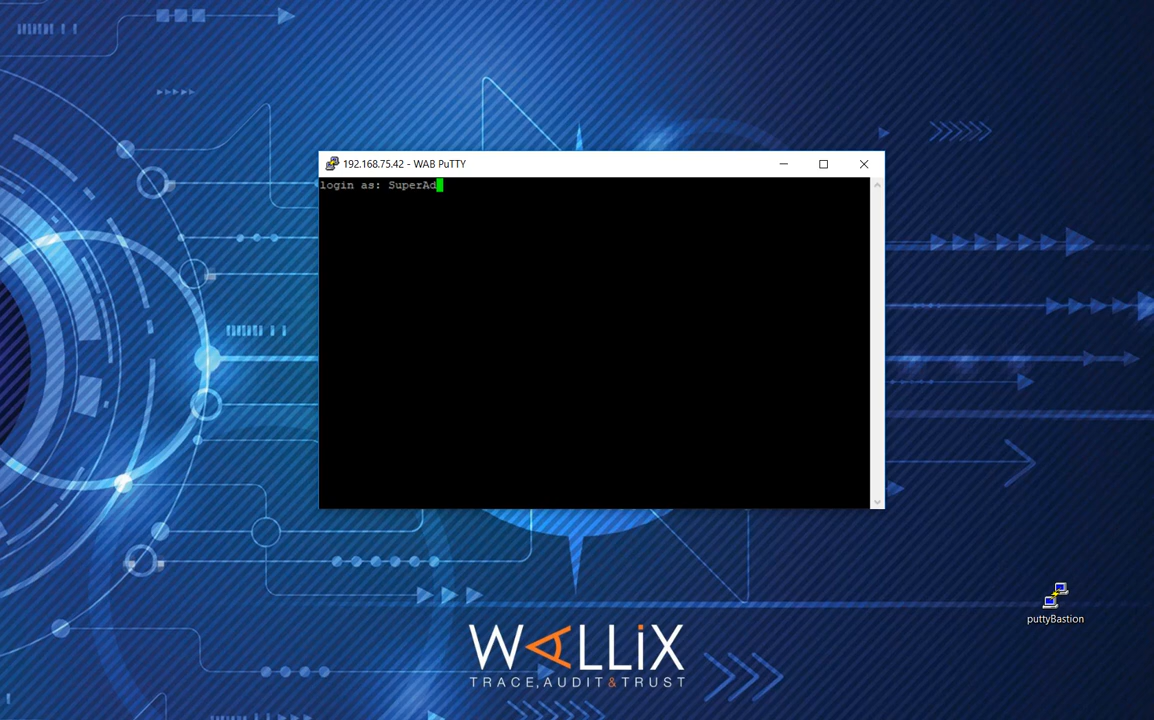 192.168.75.42 - WAB PuTTY
login as: SuperAd
puttyBastion
WALLiX
TRACE, AUDIT & TRUST